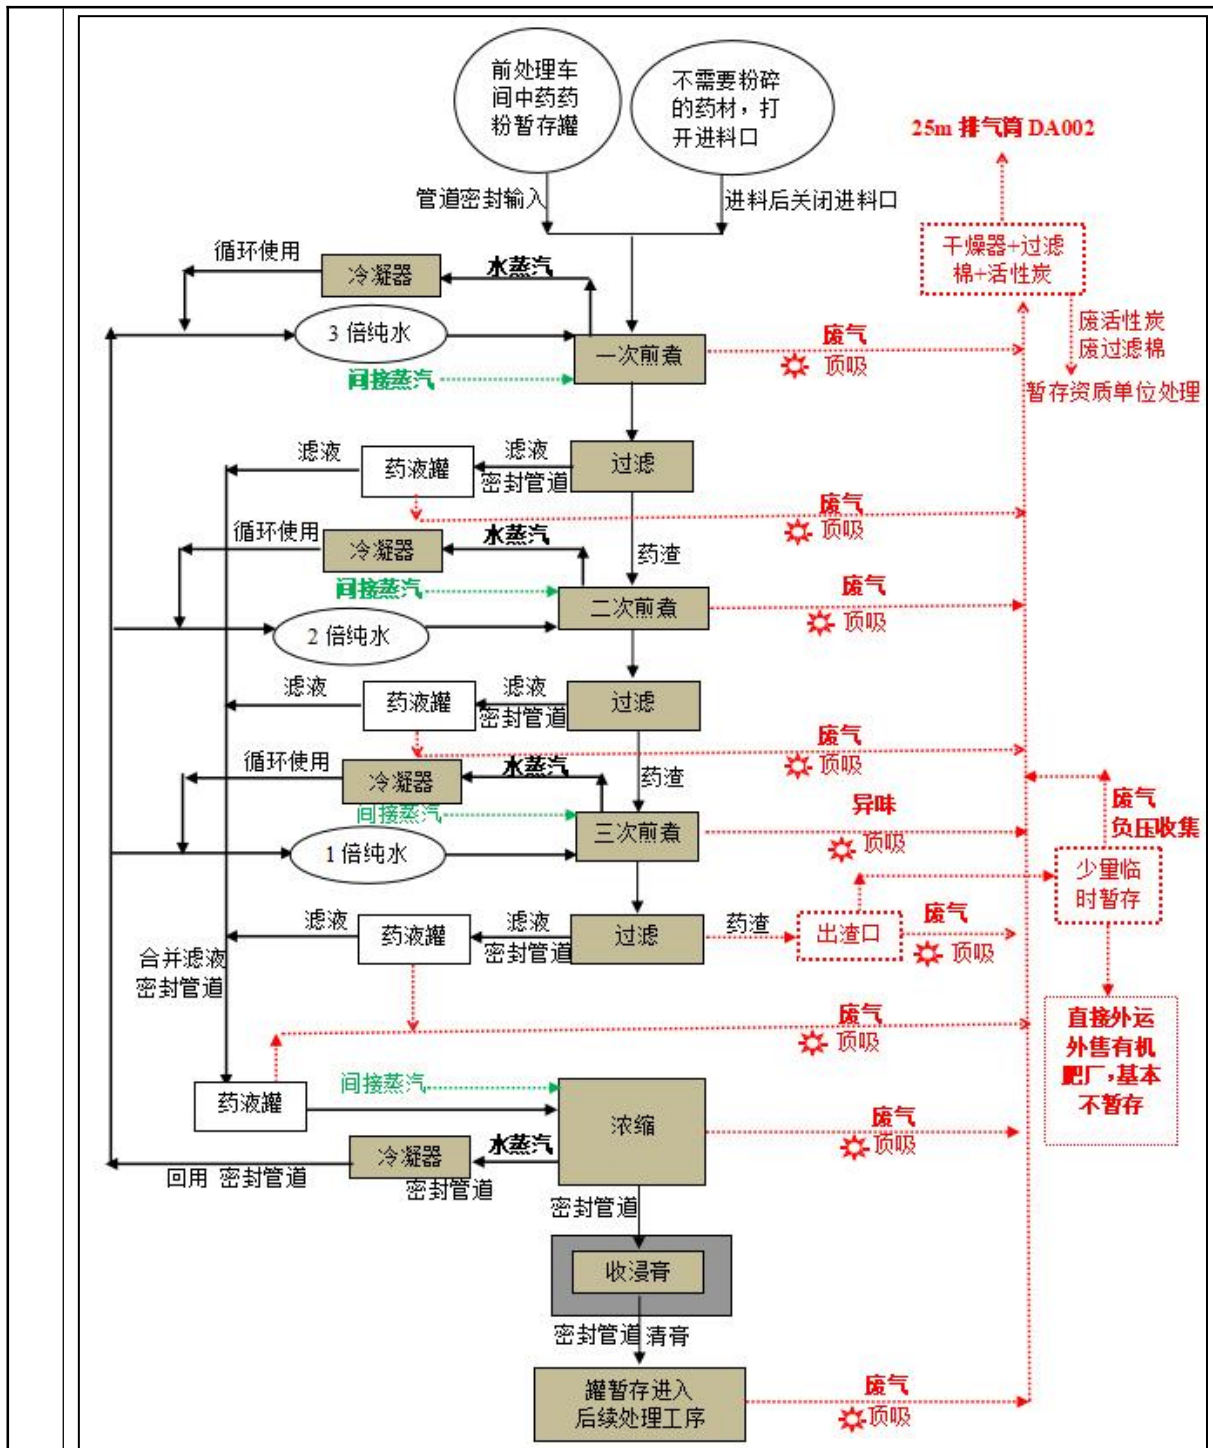 前处理车
间中药药
粉暂存罐
不需要粉碎
的药材，打
开进料口
25m 排气筒 DA002
管道密封输入
进料后关闭进料口
干燥器+过滤
棉+活性炭
循环使用
冷凝器
水蒸汽
3 倍纯水
间接蒸汽
一次煎煮
废气
顶吸
废活性炭
废过滤棉
暂存资质单位处理
滤液
药液罐
滤液
密封管道
过滤
废气
顶吸
循环使用
冷凝器
水蒸汽
药渣
间接蒸汽
二次煎煮
废气
顶吸
2 倍纯水
滤液
药液罐
滤液
密封管道
过滤
废气
顶吸
循环使用
冷凝器
水蒸汽
药渣
间接蒸汽
三次煎煮
异味
顶吸
废气
负压收集
1 倍纯水
少量临
时暂存
滤液
药液罐
滤液
密封管道
过滤
药渣
出渣口
废气
顶吸
合并滤液
密封管道
废气
顶吸
直接外运
外售有机
肥厂，基本
不暂存
药液罐
间接蒸汽
浓缩
废气
顶吸
回用 密封管道
冷凝器
水蒸汽
密封管道
密封管道
收浸膏
密封管道 清膏
罐暂存进入
后续处理工序
废气
顶吸